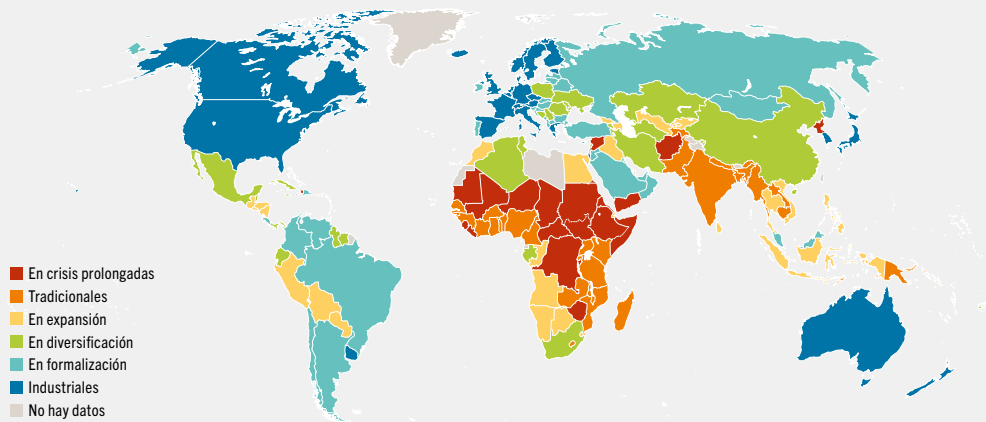 En crisis prolongadas
Tradicionales
En expansión
En diversificación
En formalización
Industriales
No hay datos